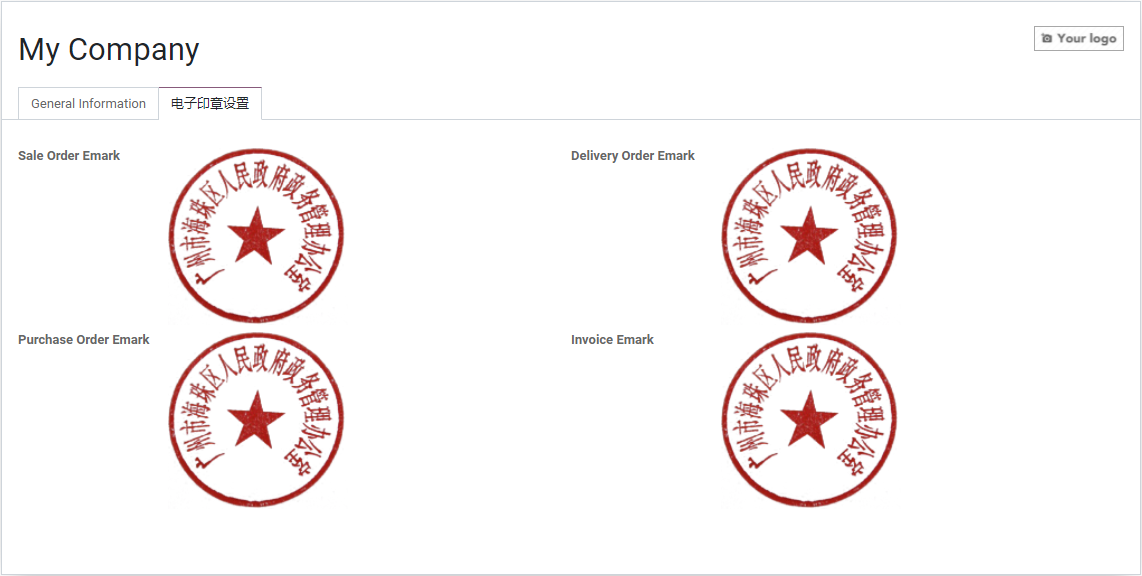 My Company
Your logo
General Information
电子印章设置
Sale Order Emark
广州市海珠区人民政府政务管理办公室
Delivery Order Emark
广州市海珠区人民政府政务管理办公室
Purchase Order Emark
广州市海珠区人民政府政务管理办公室
Invoice Emark
广州市海珠区人民政府政务管理办公室